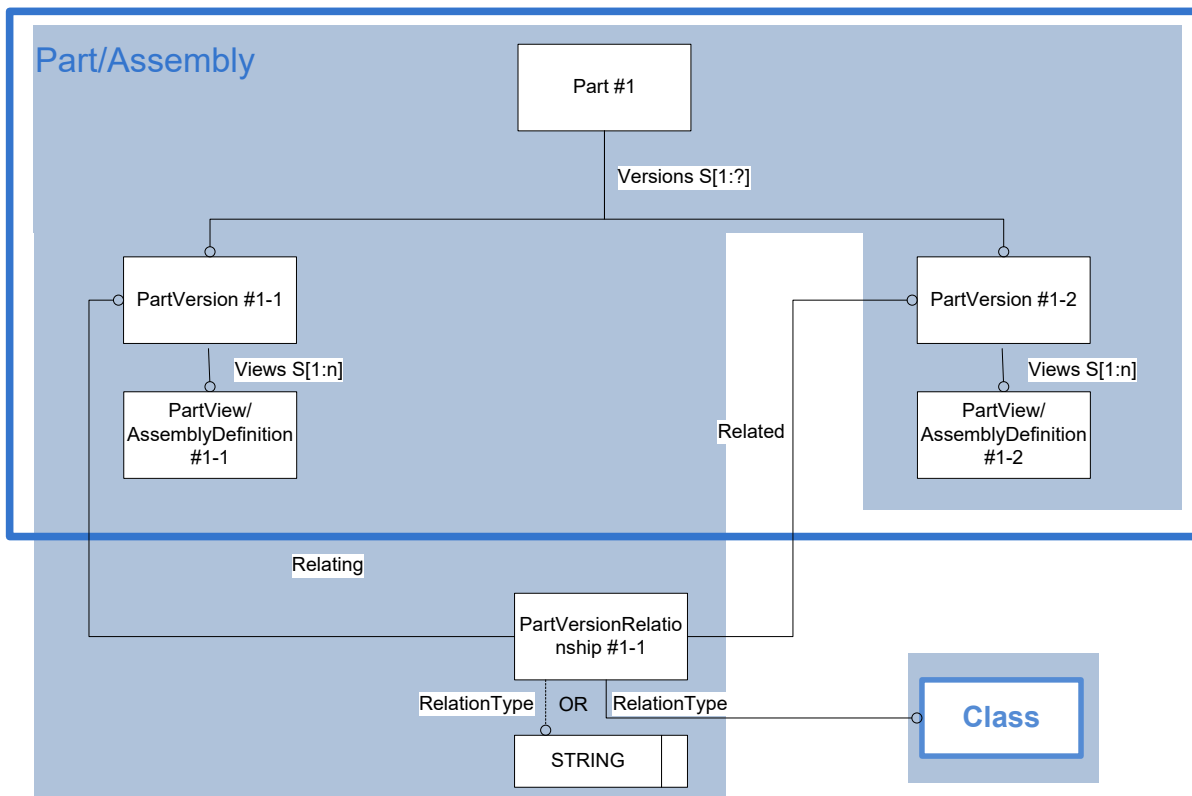 Part/Assembly
Part #1
Versions S[1:?]
PartVersion #1-1
PartVersion #1-2
Views S[1:n]
Views S[1:n]
PartView/
AssemblyDefinition
#1-1
Related
PartView/
AssemblyDefinition
#1-2
Relating
PartVersionRelatio
nship #1-1
RelationType
OR
RelationType
Class
STRING